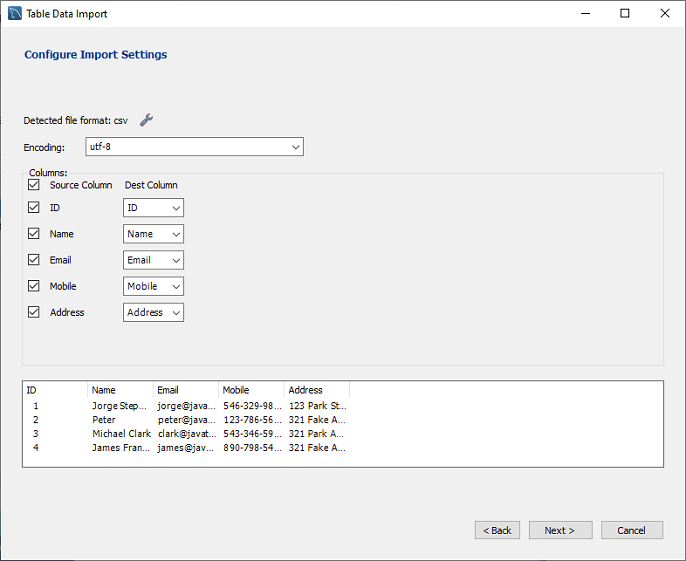 Table Data Import
Configure Import Settings
Detected file format: csv
Encoding: utf-8
Columns:
Source Column Dest Column
ID ID
Name Name
Email Email
Mobile Mobile
Address Address
ID Name Email Mobile Address
1 Jorge Step... jorge@java... 546-329-98... 123 Park St...
2 Peter peter@java... 123-786-56... 321 Fake A...
3 Michael Clark clark@javat... 543-346-59... 321 Park A...
4 James Fran... james@jav... 890-798-54... 321 Fake A...
< Back Next > Cancel